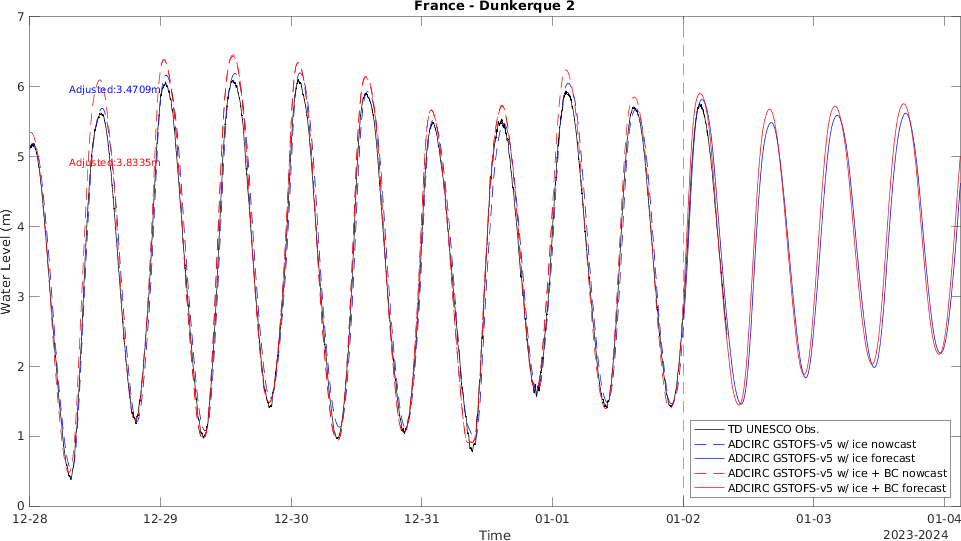 France - Dunkerque 2
7
6
5
4
3
2
1
0
Water Level (m)
Adjusted:3.4709m
Adjusted:3.8335m
TD UNESCO Obs.
ADCIRC GSTOFS-v5 w/ ice nowcast
ADCIRC GSTOFS-v5 w/ ice forecast
ADCIRC GSTOFS-v5 w/ ice + BC nowcast
ADCIRC GSTOFS-v5 w/ ice + BC forecast
12-28 12-29 12-30 12-31 01-01 01-02 01-03 01-04
Time
2023-2024